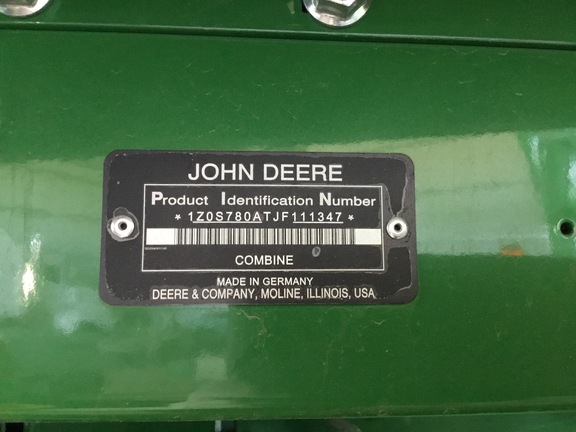 JOHN DEERE
Product Identification Number
* 1Z0S780ATJF111347 *
COMBINE
MADE IN GERMANY
DEERE & COMPANY, MOLINE, ILLINOIS, USA